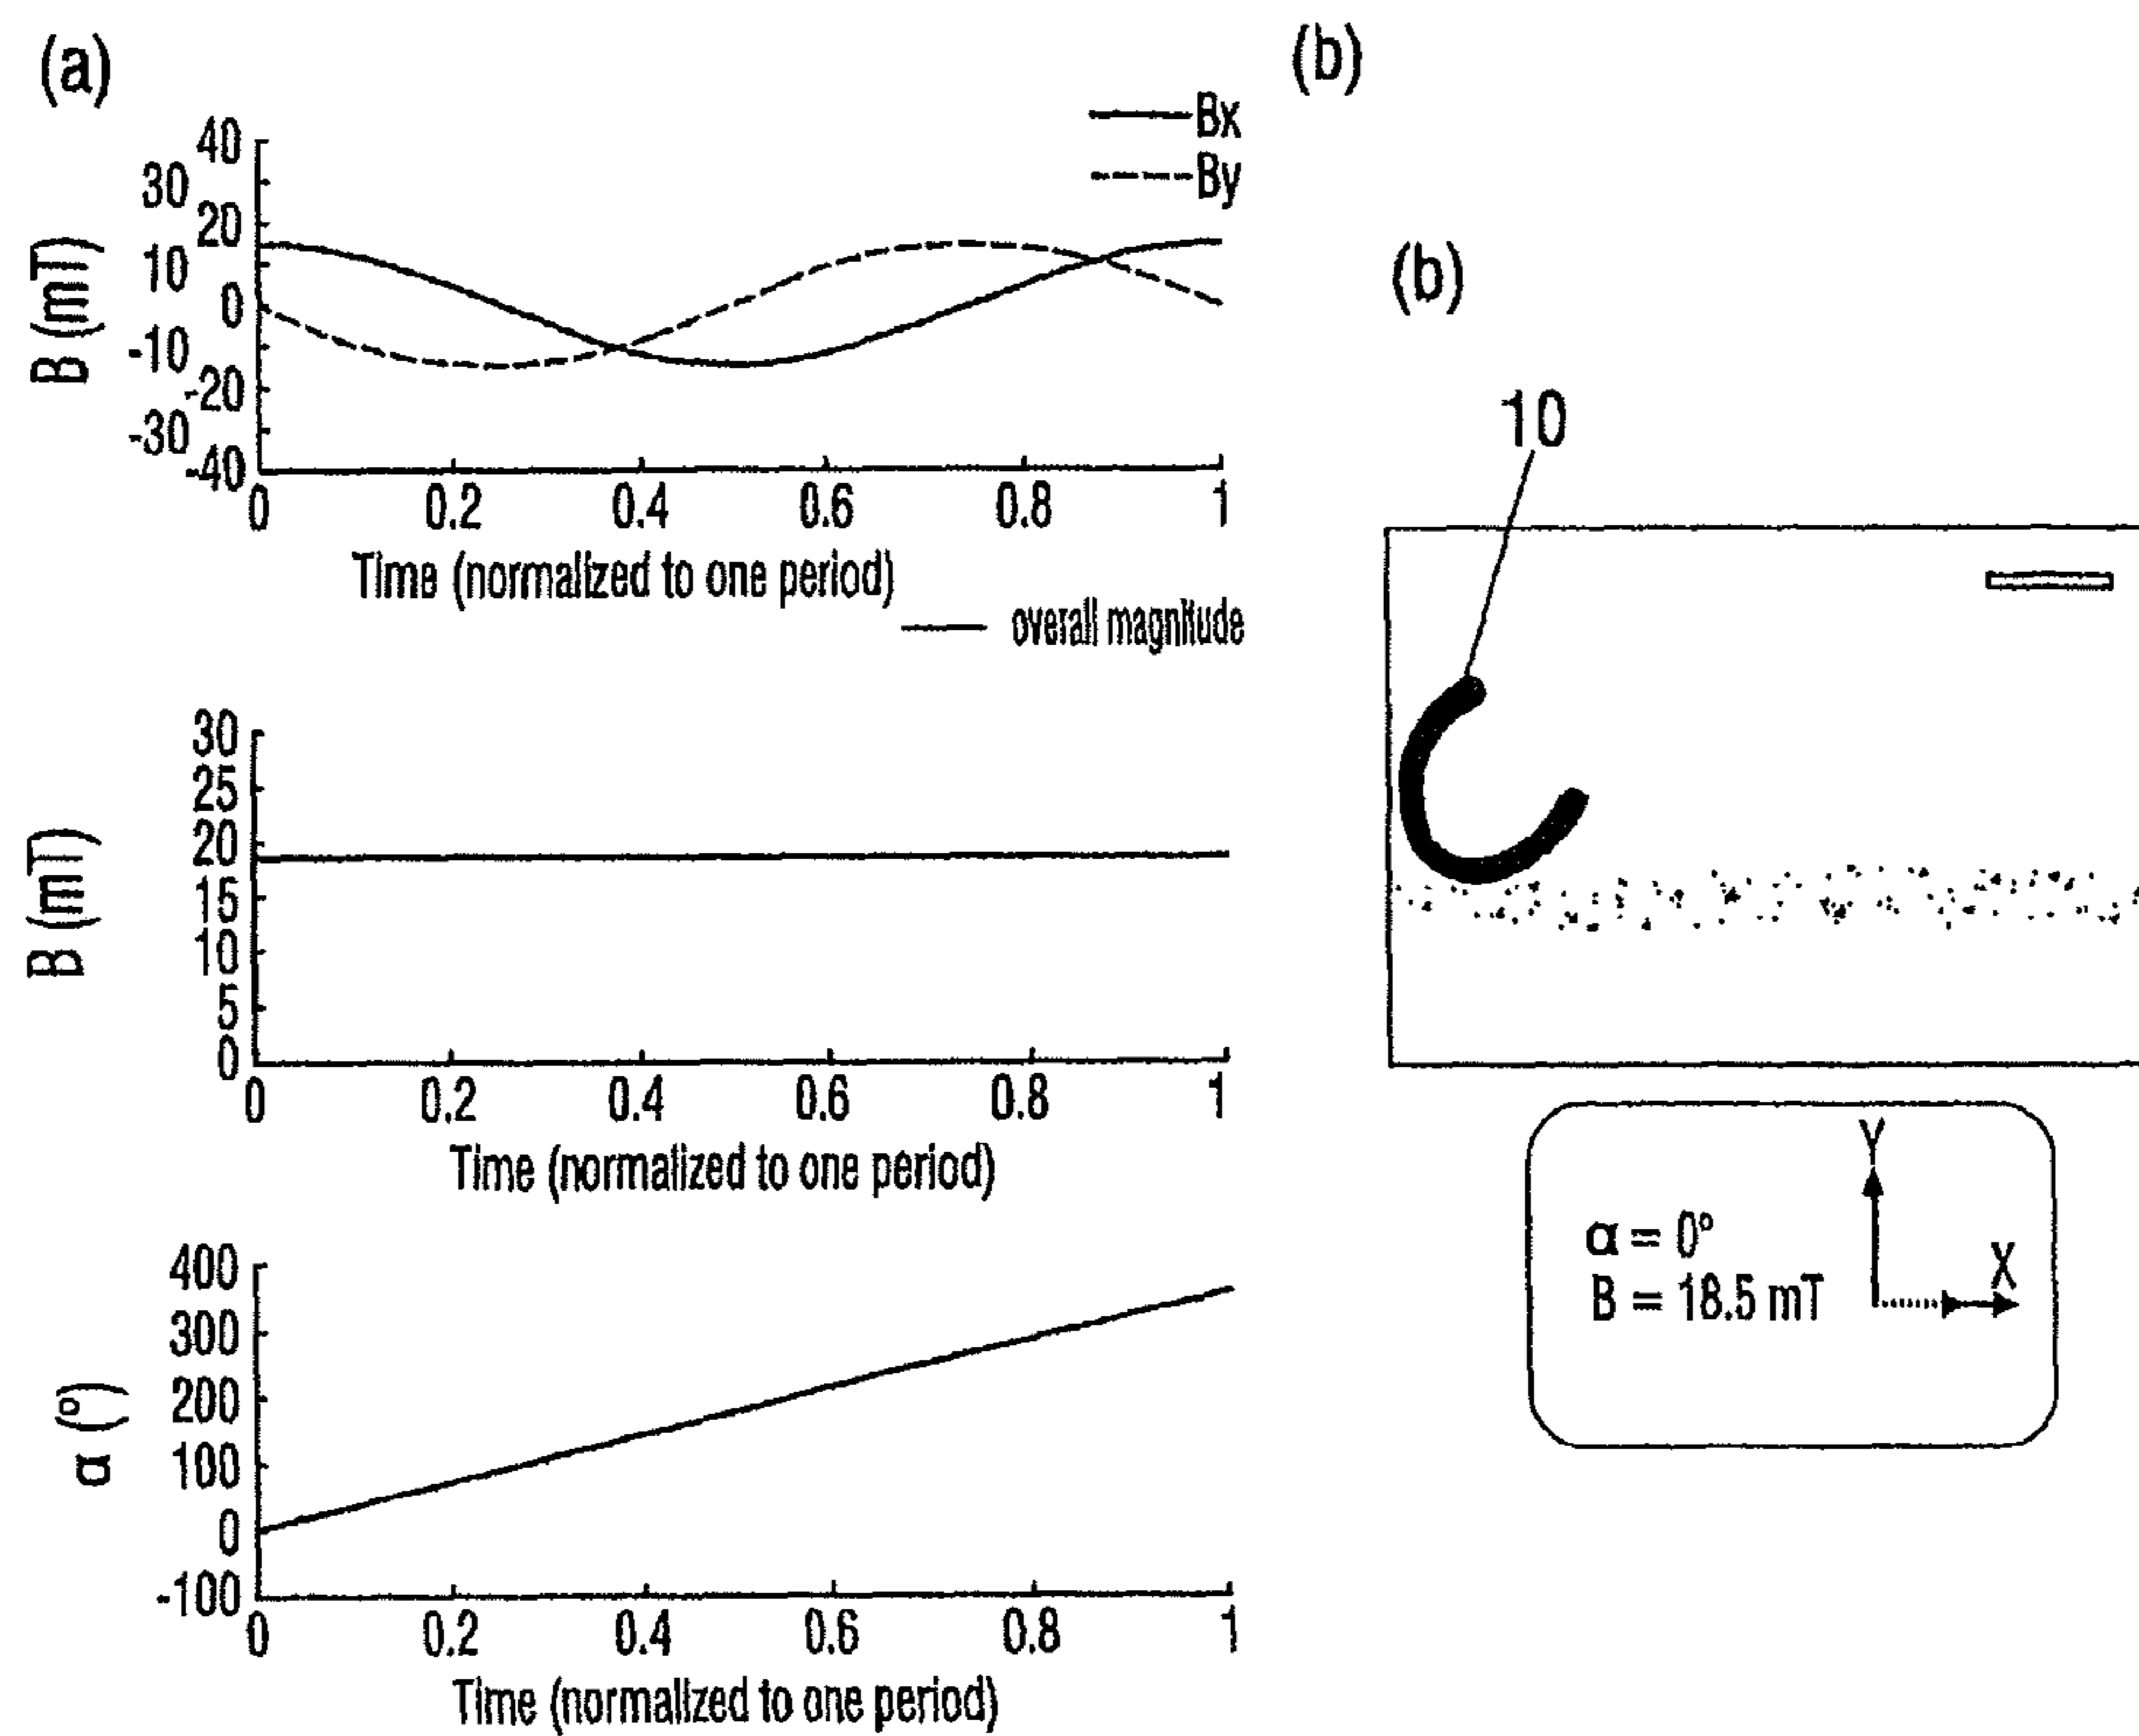 (a)
Bx
By
B (mT)
40
30
20
10
0
-10
-20
-30
-40
0 0.2 0.4 0.6 0.8 1
Time (normalized to one period)
overall magnitude
B (mT)
30
25
20
15
10
5
0
0 0.2 0.4 0.6 0.8 1
Time (normalized to one period)
α (°)
400
300
200
100
0
-100
0 0.2 0.4 0.6 0.8 1
Time (normalized to one period)
(b)
(b)
10
Y
X
α = 0°
B = 18.5 mT